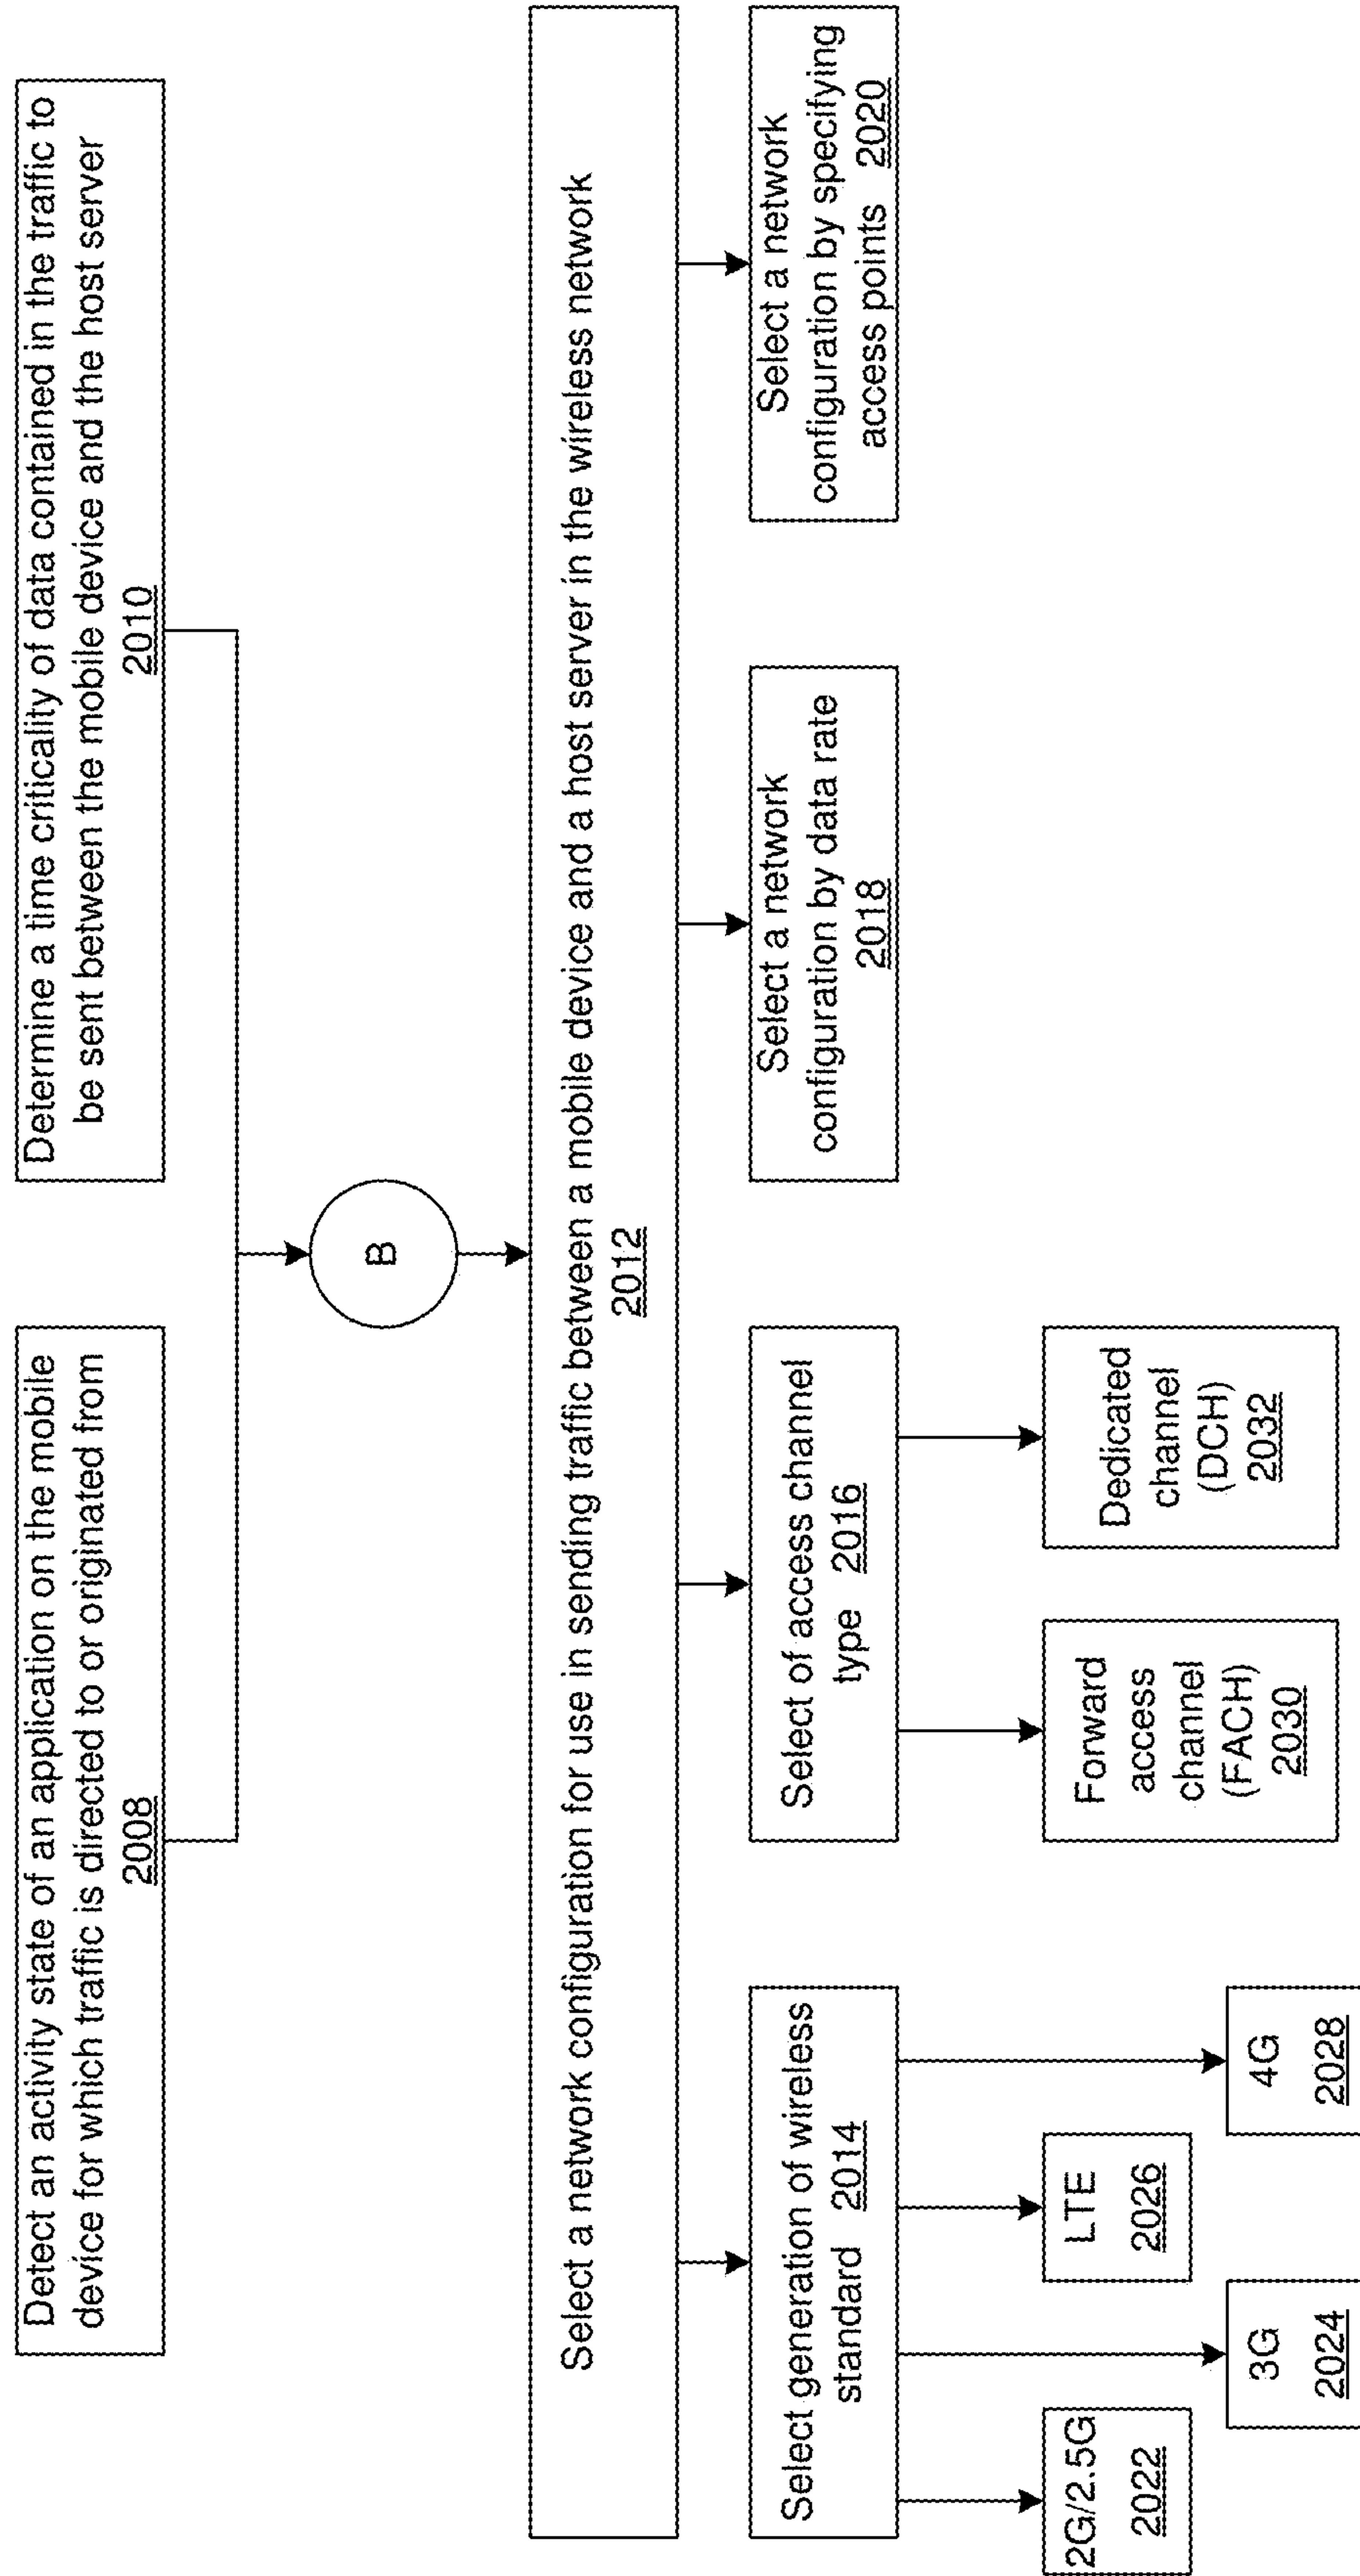 Detect an activity state of an application on the mobile
device for which traffic is directed to or originated from
2008
Determine a time criticality of data contained in the traffic to
be sent between the mobile device and the host server
2010
B
Select a network configuration for use in sending traffic between a mobile device and a host server in the wireless network
2012
Select generation of wireless
standard 2014
Select of access channel
type 2016
Select a network
configuration by data rate
2018
Select a network
configuration by specifying
access points 2020
2G/2.5G
2022
3G
2024
LTE
2026
4G
2028
Forward
access
channel
(FACH)
2030
Dedicated
channel
(DCH)
2032